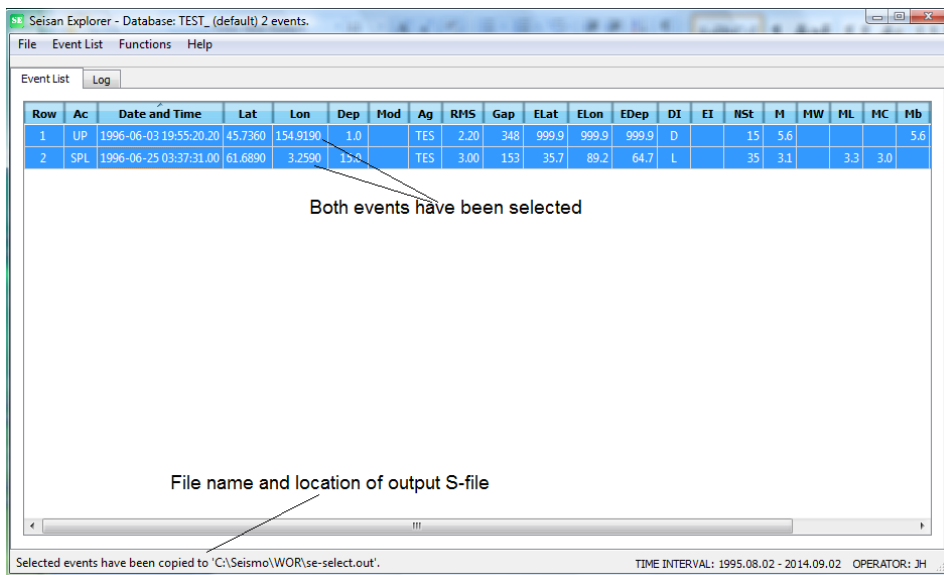 SE Seisan Explorer - Database: TEST_ (default) 2 events.
File Event List Functions Help
Event List Log
Row Ac Date and Time Lat Lon Dep Mod Ag RMS Gap ELat ELon EDep DI EI NSt M MW ML MC Mb
1 UP 1996-06-03 19:55:20.20 45.7360 154.9190 1.0 TES 2.20 348 999.9 999.9 999.9 D 15 5.6 5.6
2 SPL 1996-06-25 03:37:31.00 61.6890 3.2590 15.0 TES 3.00 153 35.7 89.2 64.7 L 35 3.1 3.3 3.0
Both events have been selected
File name and location of output S-file
Selected events have been copied to 'C:\Seismo\WOR\se-select.out'. TIME INTERVAL: 1995.08.02 - 2014.09.02 OPERATOR: JH